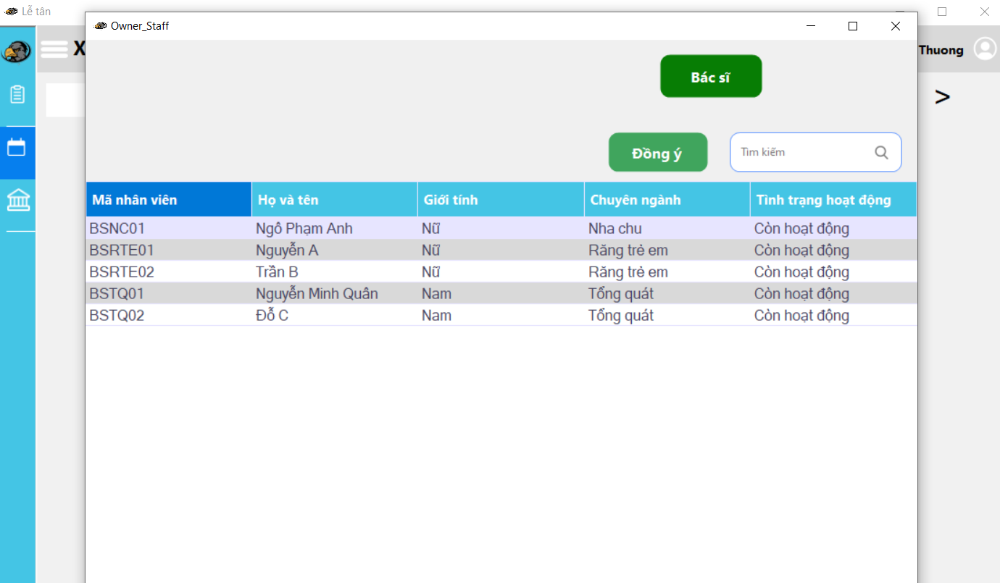 Lễ tân
Owner_Staff
X
Thuong
Bác sĩ
>
Đồng ý
Tìm kiếm
Mã nhân viên Họ và tên Giới tính Chuyên ngành Tình trạng hoạt động
BSNC01 Ngô Phạm Anh Nữ Nha chu Còn hoạt động
BSRTE01 Nguyễn A Nữ Răng trẻ em Còn hoạt động
BSRTE02 Trần B Nữ Răng trẻ em Còn hoạt động
BSTQ01 Nguyễn Minh Quân Nam Tổng quát Còn hoạt động
BSTQ02 Đỗ C Nam Tổng quát Còn hoạt động